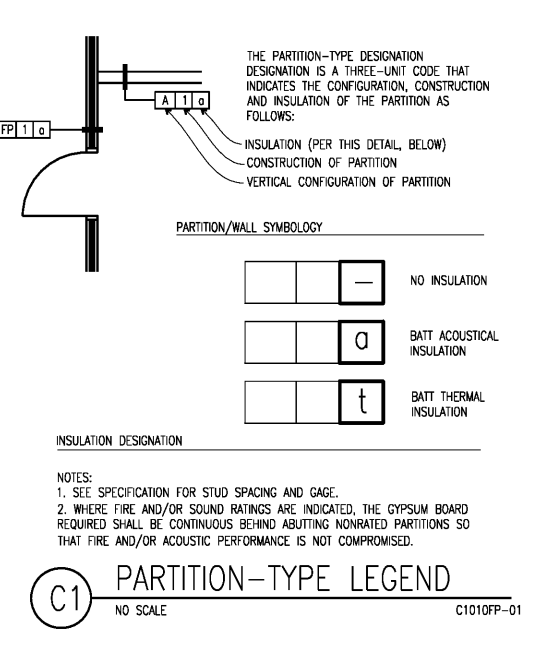 THE PARTITION-TYPE DESIGNATION
DESIGNATION IS A THREE-UNIT CODE THAT
INDICATES THE CONFIGURATION, CONSTRUCTION
AND INSULATION OF THE PARTITION AS
FOLLOWS:
A 1 a
FP 1 a
INSULATION (PER THIS DETAIL, BELOW)
CONSTRUCTION OF PARTITION
VERTICAL CONFIGURATION OF PARTITION
PARTITION/WALL SYMBOLOGY
— NO INSULATION
a BATT ACOUSTICAL
INSULATION
t BATT THERMAL
INSULATION
INSULATION DESIGNATION
NOTES:
1. SEE SPECIFICATION FOR STUD SPACING AND GAGE.
2. WHERE FIRE AND/OR SOUND RATINGS ARE INDICATED, THE GYPSUM BOARD
REQUIRED SHALL BE CONTINUOUS BEHIND ABUTTING NONRATED PARTITIONS SO
THAT FIRE AND/OR ACOUSTIC PERFORMANCE IS NOT COMPROMISED.
C1 PARTITION-TYPE LEGEND
NO SCALE C1010FP-01